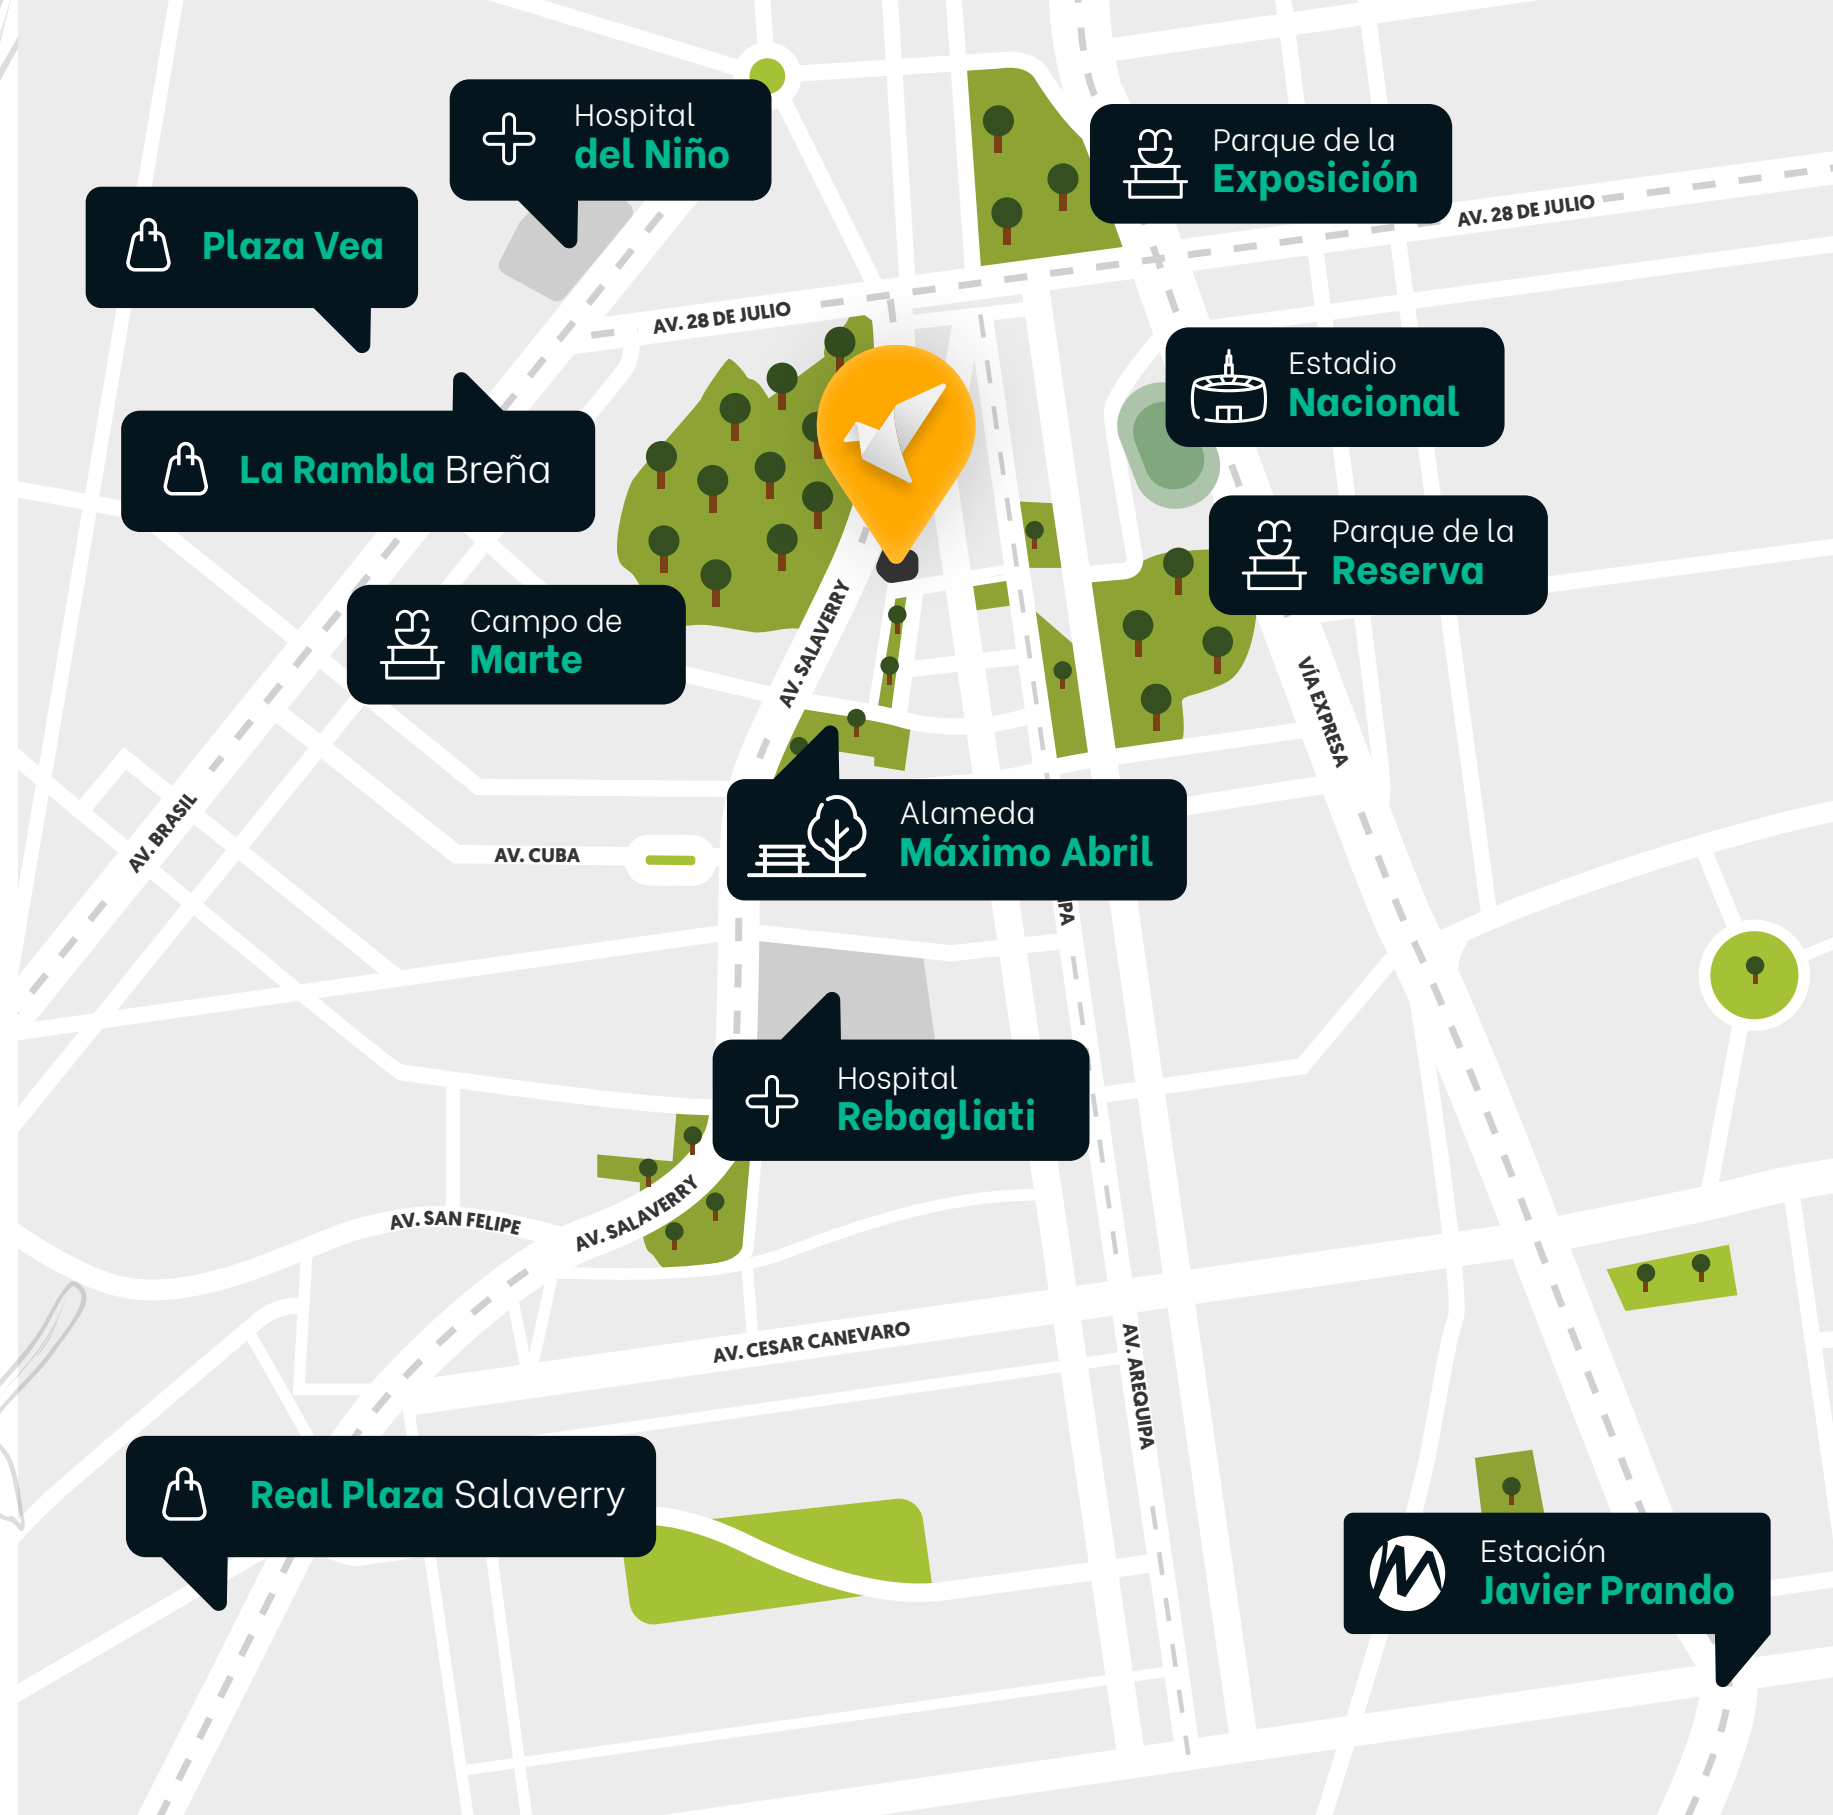 Hospital
del Niño
Parque de la
Exposición
AV. 28 DE JULIO
Plaza Vea
AV. 28 DE JULIO
Estadio
Nacional
La Rambla Breña
Parque de la
Reserva
Campo de
Marte
AV. SALAVERRY
VÍA EXPRESA
AV. BRASIL
Alameda
Máximo Abril
AV. CUBA
Hospital
Rebagliati
AV. SAN FELIPE
AV. SALAVERRY
AV. CESAR CANEVARO
AV. AREQUIPA
Real Plaza Salaverry
Estación
Javier Prando